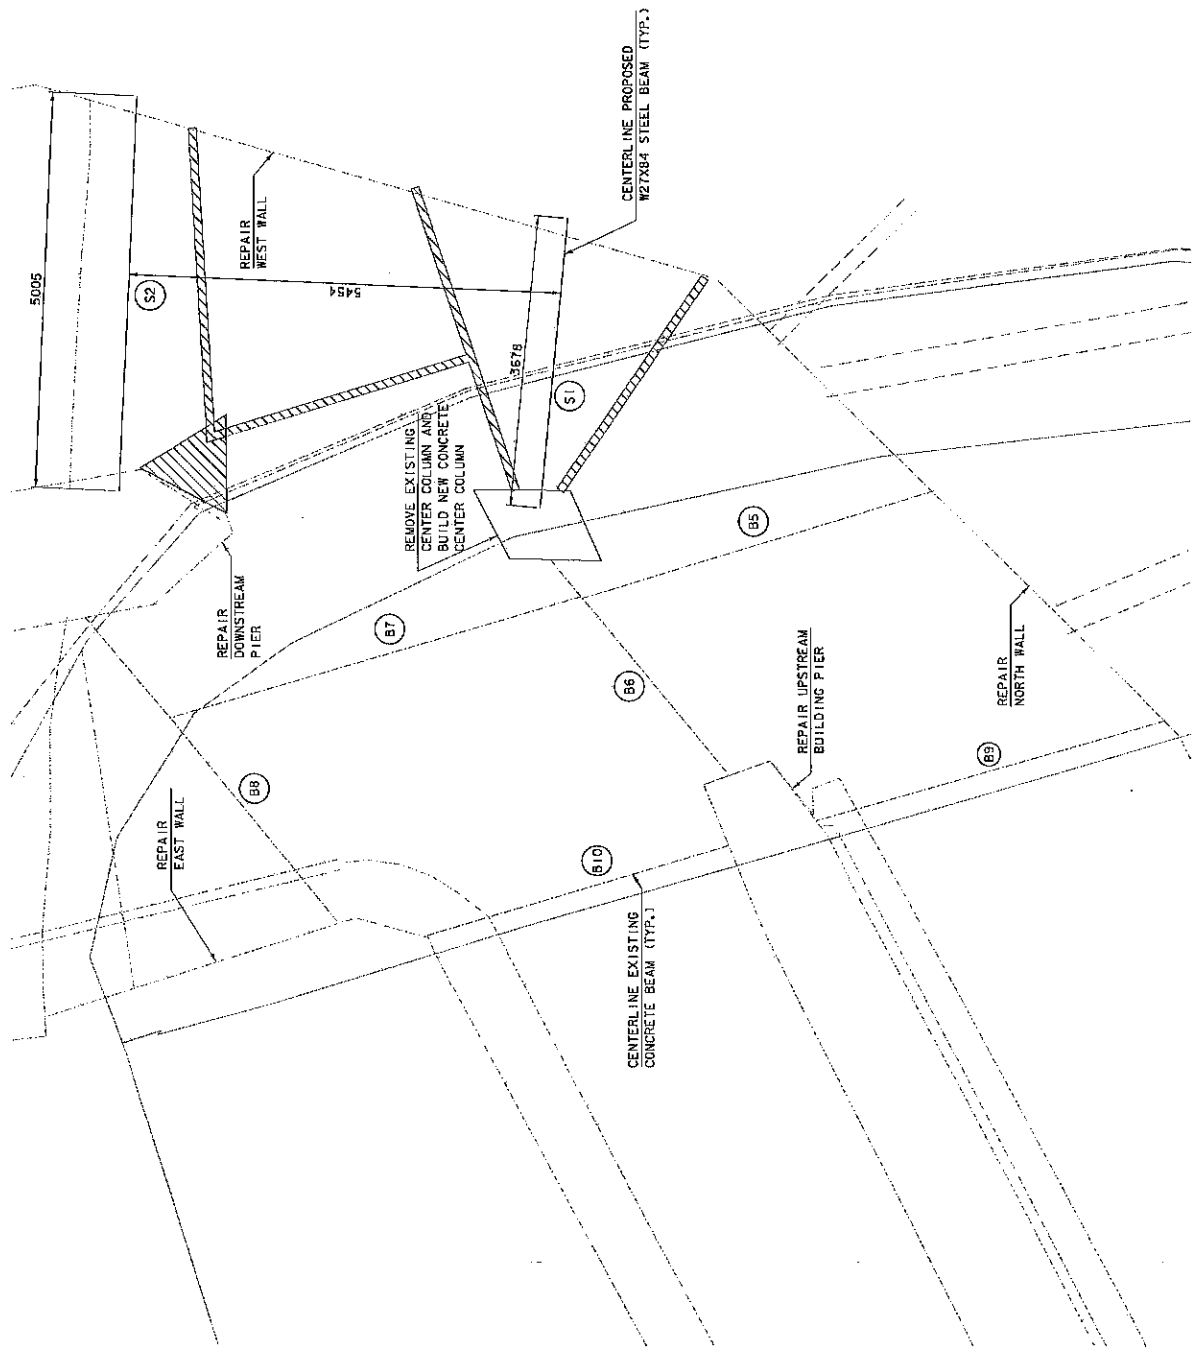 5005
S2
5454
REPAIR
WEST WALL
CENTERLINE PROPOSED
W27X84 STEEL BEAM (TYP.)
3678
S1
REMOVE EXISTING
CENTER COLUMN AND
BUILD NEW CONCRETE
CENTER COLUMN
REPAIR
DOWNSTREAM
PIER
B7
B5
B6
B8
REPAIR
EAST WALL
REPAIR UPSTREAM
BUILDING PIER
REPAIR
NORTH WALL
B9
B10
CENTERLINE EXISTING
CONCRETE BEAM (TYP.)